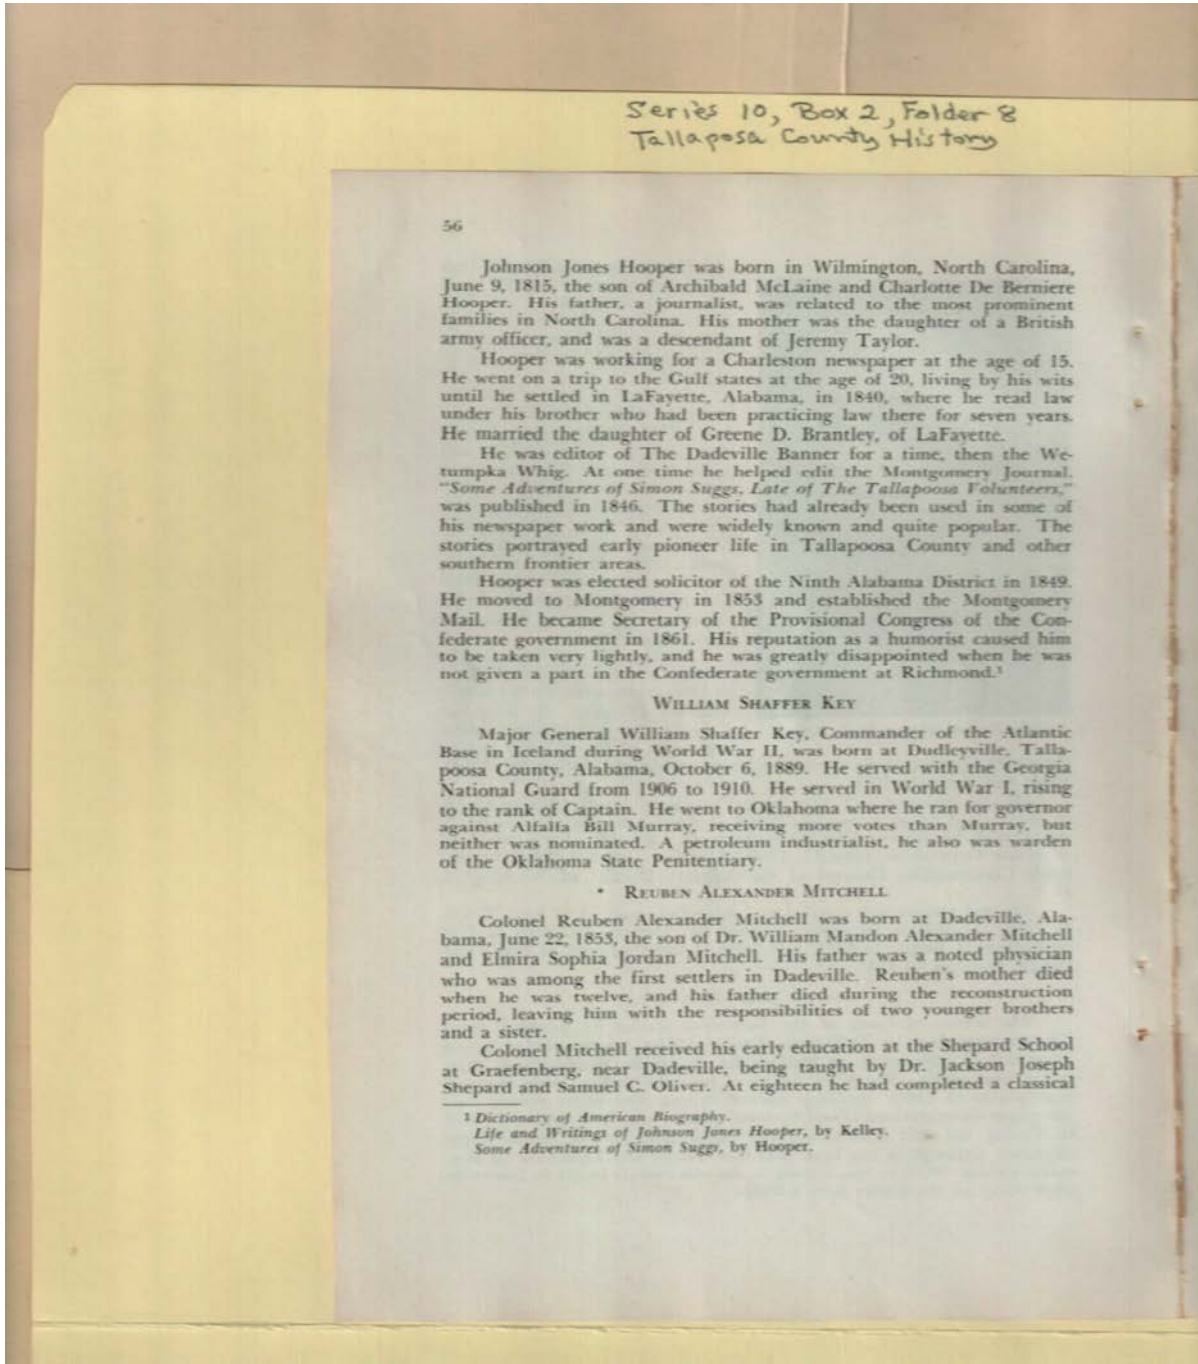 Series 10, Box 2, Folder 8
Tallaposa County History
56
Johnson Jones Hooper was born in Wilmington, North Carolina,
June 9, 1815, the son of Archibald McLaine and Charlotte De Berniere
Hooper. His father, a journalist, was related to the most prominent
families in North Carolina. His mother was the daughter of a British
army officer, and was a descendant of Jeremy Taylor.
Hooper was working for a Charleston newspaper at the age of 15.
He went on a trip to the Gulf states at the age of 20, living by his wits
until he settled in LaFayette, Alabama, in 1840, where he read law
under his brother who had been practicing law there for seven years.
He married the daughter of Greene D. Brantley, of LaFayette.
He was editor of The Dadeville Banner for a time, then the We-
tumpka Whig. At one time he helped edit the Montgomery Journal.
"Some Adventures of Simon Suggs, Late of The Tallapoosa Volunteers,"
was published in 1846. The stories had already been used in some of
his newspaper work and were widely known and quite popular. The
stories portrayed early pioneer life in Tallapoosa County and other
southern frontier areas.
Hooper was elected solicitor of the Ninth Alabama District in 1849.
He moved to Montgomery in 1853 and established the Montgomery
Mail. He became Secretary of the Provisional Congress of the Con-
federate government in 1861. His reputation as a humorist caused him
to be taken very lightly, and he was greatly disappointed when he was
not given a part in the Confederate government at Richmond.³
WILLIAM SHAFFER KEY
Major General William Shaffer Key, Commander of the Atlantic
Base in Iceland during World War II, was born at Dudleyville, Talla-
poosa County, Alabama, October 6, 1889. He served with the Georgia
National Guard from 1906 to 1910. He served in World War I, rising
to the rank of Captain. He went to Oklahoma where he ran for governor
against Alfalfa Bill Murray, receiving more votes than Murray, but
neither was nominated. A petroleum industrialist, he also was warden
of the Oklahoma State Penitentiary.
• REUBEN ALEXANDER MITCHELL
Colonel Reuben Alexander Mitchell was born at Dadeville, Ala-
bama, June 22, 1853, the son of Dr. William Mandon Alexander Mitchell
and Elmira Sophia Jordan Mitchell. His father was a noted physician
who was among the first settlers in Dadeville. Reuben's mother died
when he was twelve, and his father died during the reconstruction
period, leaving him with the responsibilities of two younger brothers
and a sister.
Colonel Mitchell received his early education at the Shepard School
at Graefenberg, near Dadeville, being taught by Dr. Jackson Joseph
Shepard and Samuel C. Oliver. At eighteen he had completed a classical
3 Dictionary of American Biography.
Life and Writings of Johnson Jones Hooper, by Kelley.
Some Adventures of Simon Suggs, by Hooper.